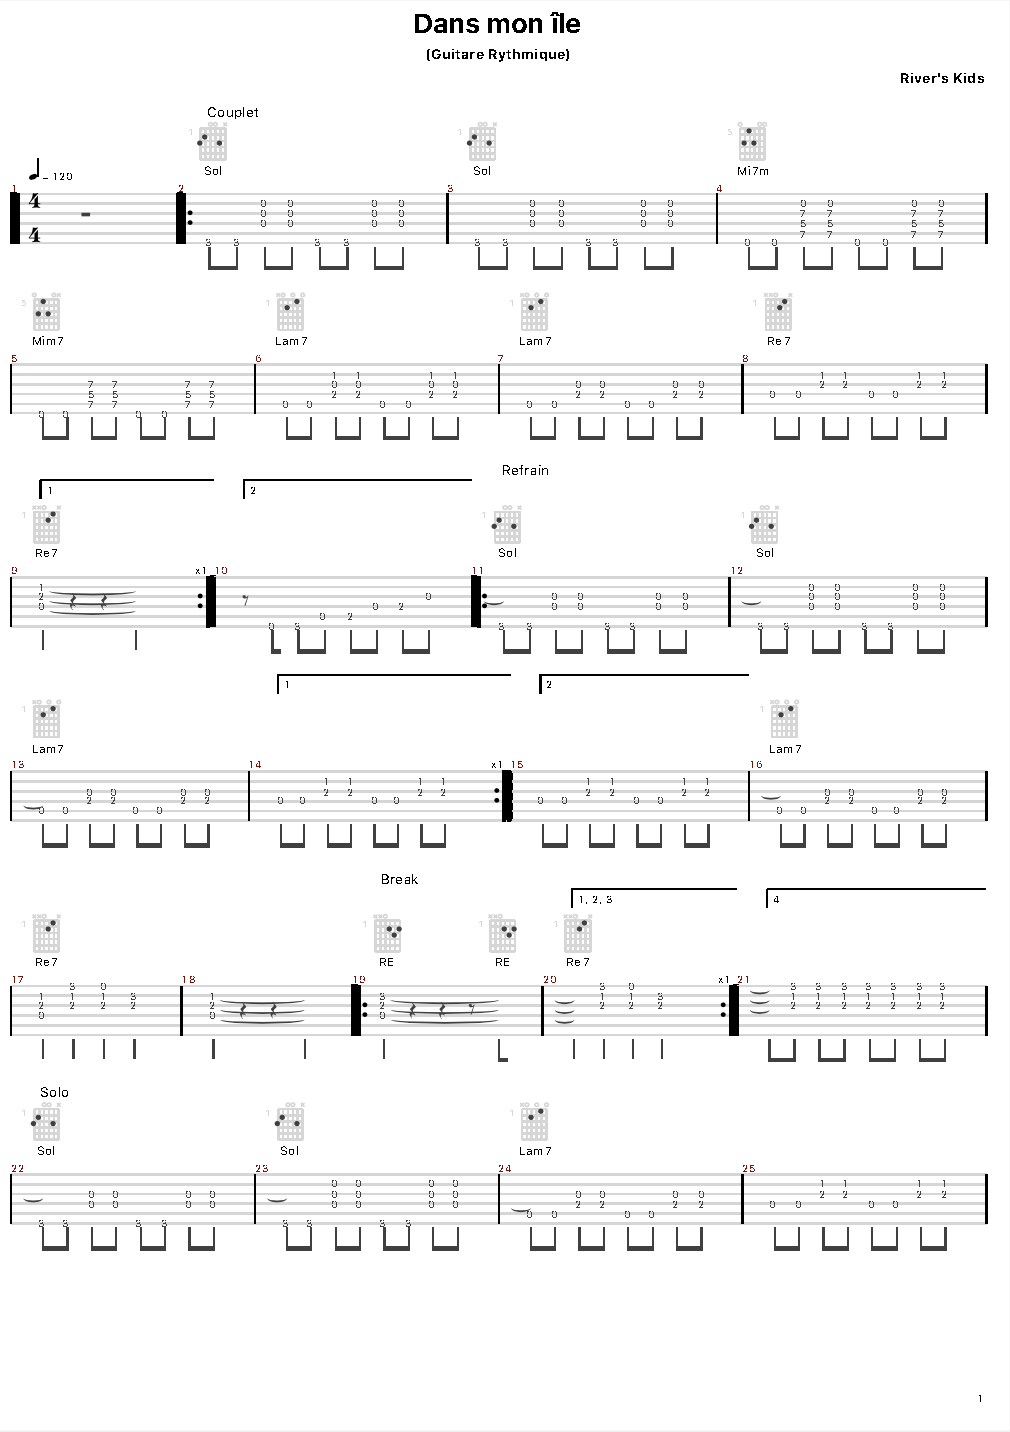 Dans mon île
(Guitare Rythmique)
River's Kids
Couplet
Sol Sol Mi7m
= 120
1 2 3 4
Mim7 Lam7 Lam7 Re7
5 6 7 8
Refrain
1 2
Re7 Sol Sol
9 x1 10 11 12
1 2
Lam7 Lam7
13 14 x1 15 16
Break
1, 2, 3 4
Re7 RE RE Re7
17 18 19 20 x1 21
Solo
Sol Sol Lam7
22 23 24 25
1